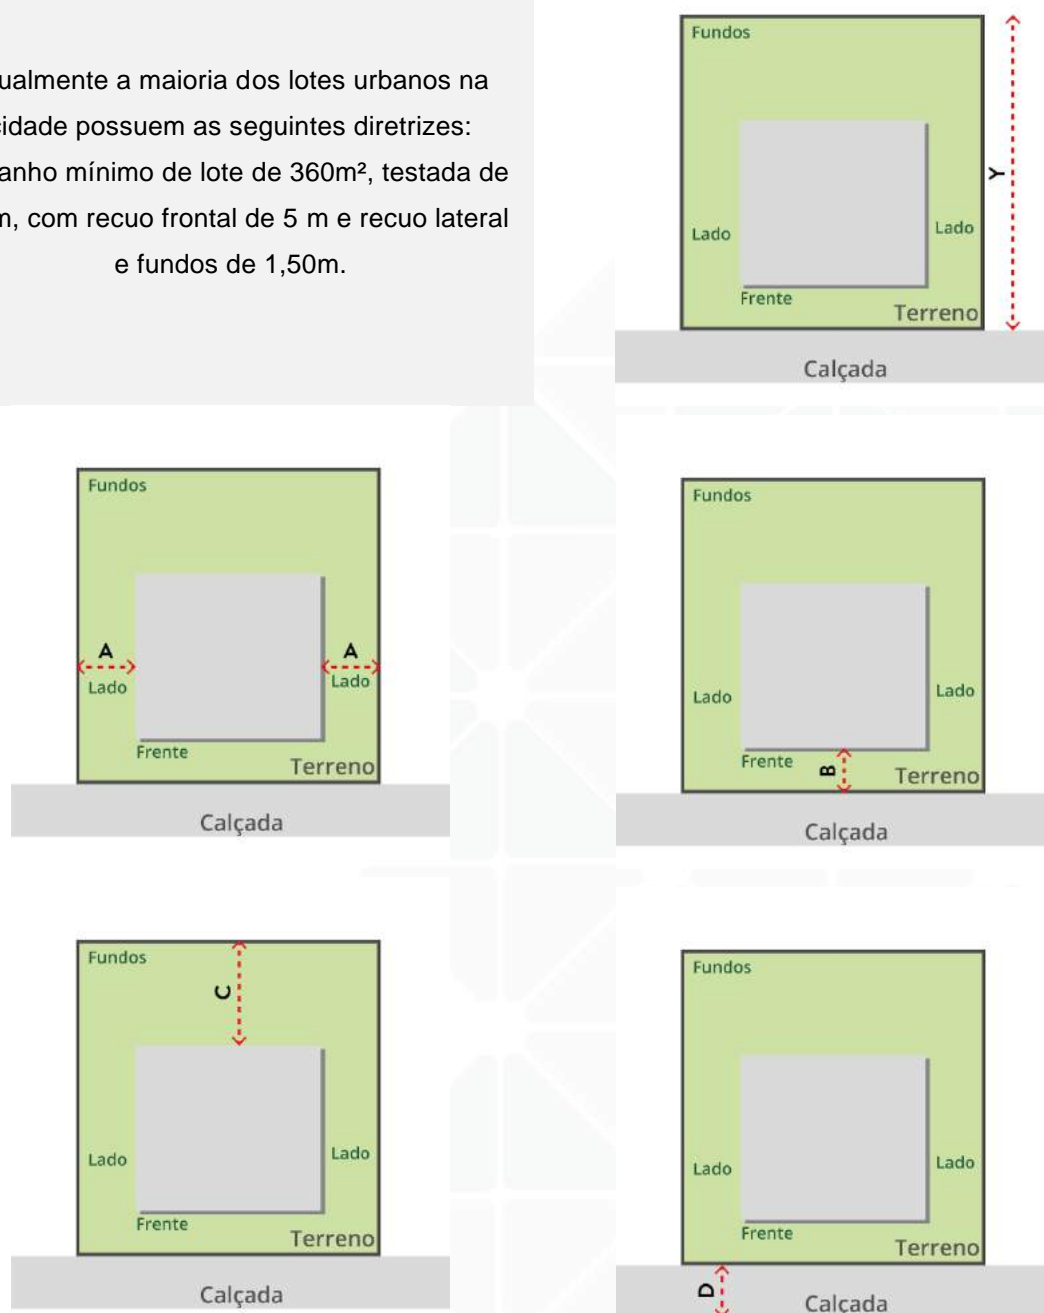 ualmente a maioria dos lotes urbanos na
cidade possuem as seguintes diretrizes:
anho mínimo de lote de 360m², testada de
m, com recuo frontal de 5 m e recuo lateral
e fundos de 1,50m.
Fundos
Y
Lado
Lado
Frente
Terreno
Calçada
Fundos
A
A
Lado
Lado
Frente
Terreno
Calçada
Fundos
Lado
Lado
Frente
B
Terreno
Calçada
Fundos
C
Lado
Lado
Frente
Terreno
Calçada
Fundos
Lado
Lado
Frente
Terreno
D
Calçada